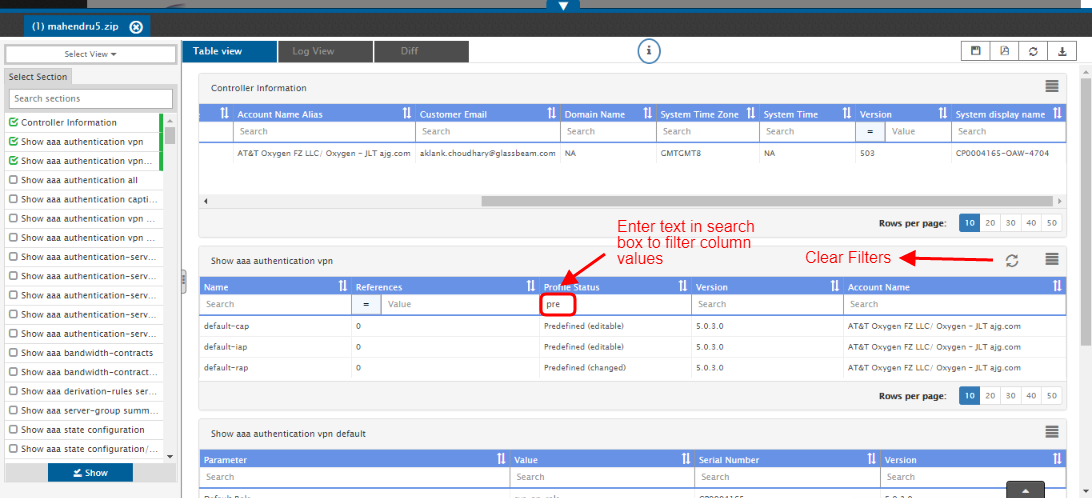 (1) mahendru5.zip
Select View
Table view
Log View
Diff
i
Select Section
Search sections
Controller Information
Show aaa authentication vpn
Show aaa authentication vpn...
Show aaa authentication all
Show aaa authentication capti...
Show aaa authentication vpn ...
Show aaa authentication vpn ...
Show aaa authentication-serv...
Show aaa authentication-serv...
Show aaa authentication-serv...
Show aaa authentication-serv...
Show aaa authentication-serv...
Show aaa bandwidth-contracts
Show aaa bandwidth-contract...
Show aaa derivation-rules ser...
Show aaa server-group summ...
Show aaa state configuration
Show aaa state configuration/...
Show
Controller Information
Account Name Alias Customer Email Domain Name System Time Zone System Time Version System display name
Search Search Search Search Search = Value Search
AT&T Oxygen FZ LLC/ Oxygen - JLT ajg.com aklank.choudhary@glassbeam.com NA GMTGMT8 NA 503 CP0004165-OAW-4704
Rows per page: 10 20 30 40 50
Enter text in search
box to filter column
values
Clear Filters
Show aaa authentication vpn
Name References Profile Status Version Account Name
Search = Value pre Search Search
default-cap 0 Predefined (editable) 5.0.3.0 AT&T Oxygen FZ LLC/ Oxygen - JLT ajg.com
default-iap 0 Predefined (editable) 5.0.3.0 AT&T Oxygen FZ LLC/ Oxygen - JLT ajg.com
default-rap 0 Predefined (changed) 5.0.3.0 AT&T Oxygen FZ LLC/ Oxygen - JLT ajg.com
Rows per page: 10 20 30 40 50
Show aaa authentication vpn default
Parameter Value Serial Number Version
Search Search Search Search